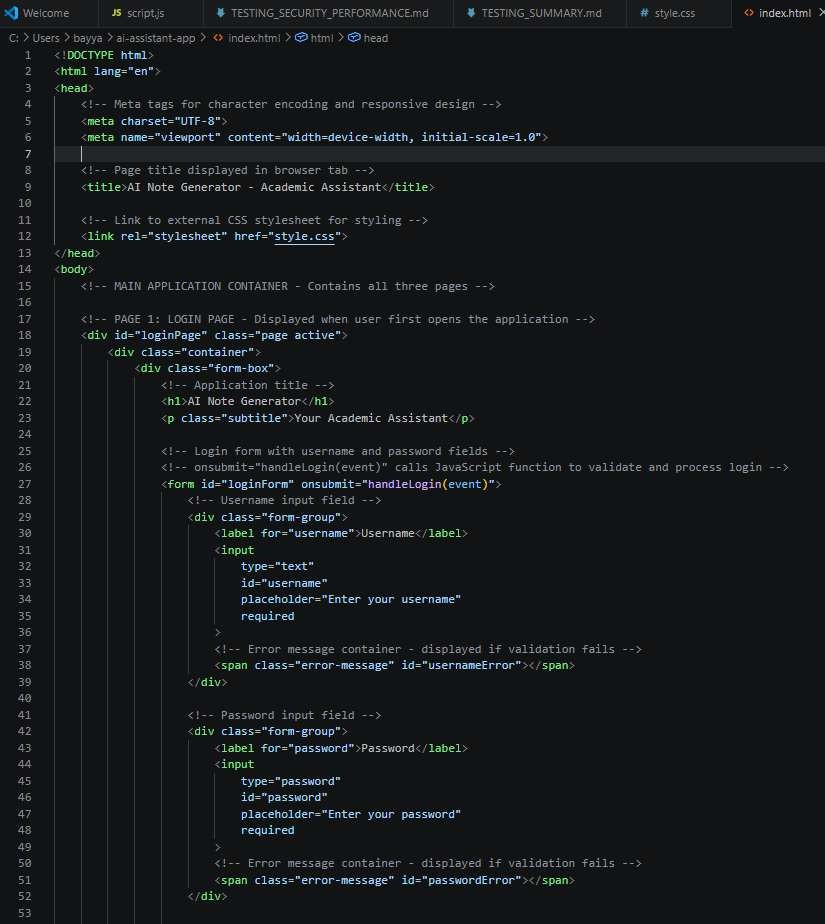 Welcome JS script.js TESTING_SECURITY_PERFORMANCE.md TESTING_SUMMARY.md # style.css <> index.html
C: > Users > bayya > ai-assistant-app > <> index.html > html > head
1 <!DOCTYPE html>
2 <html lang="en">
3 <head>
4 <!-- Meta tags for character encoding and responsive design -->
5 <meta charset="UTF-8">
6 <meta name="viewport" content="width=device-width, initial-scale=1.0">
7
8 <!-- Page title displayed in browser tab -->
9 <title>AI Note Generator - Academic Assistant</title>
10
11 <!-- Link to external CSS stylesheet for styling -->
12 <link rel="stylesheet" href="style.css">
13 </head>
14 <body>
15 <!-- MAIN APPLICATION CONTAINER - Contains all three pages -->
16
17 <!-- PAGE 1: LOGIN PAGE - Displayed when user first opens the application -->
18 <div id="loginPage" class="page active">
19 <div class="container">
20 <div class="form-box">
21 <!-- Application title -->
22 <h1>AI Note Generator</h1>
23 <p class="subtitle">Your Academic Assistant</p>
24
25 <!-- Login form with username and password fields -->
26 <!-- onsubmit="handleLogin(event)" calls JavaScript function to validate and process login -->
27 <form id="loginForm" onsubmit="handleLogin(event)">
28 <!-- Username input field -->
29 <div class="form-group">
30 <label for="username">Username</label>
31 <input
32 type="text"
33 id="username"
34 placeholder="Enter your username"
35 required
36 >
37 <!-- Error message container - displayed if validation fails -->
38 <span class="error-message" id="usernameError"></span>
39 </div>
40
41 <!-- Password input field -->
42 <div class="form-group">
43 <label for="password">Password</label>
44 <input
45 type="password"
46 id="password"
47 placeholder="Enter your password"
48 required
49 >
50 <!-- Error message container - displayed if validation fails -->
51 <span class="error-message" id="passwordError"></span>
52 </div>
53